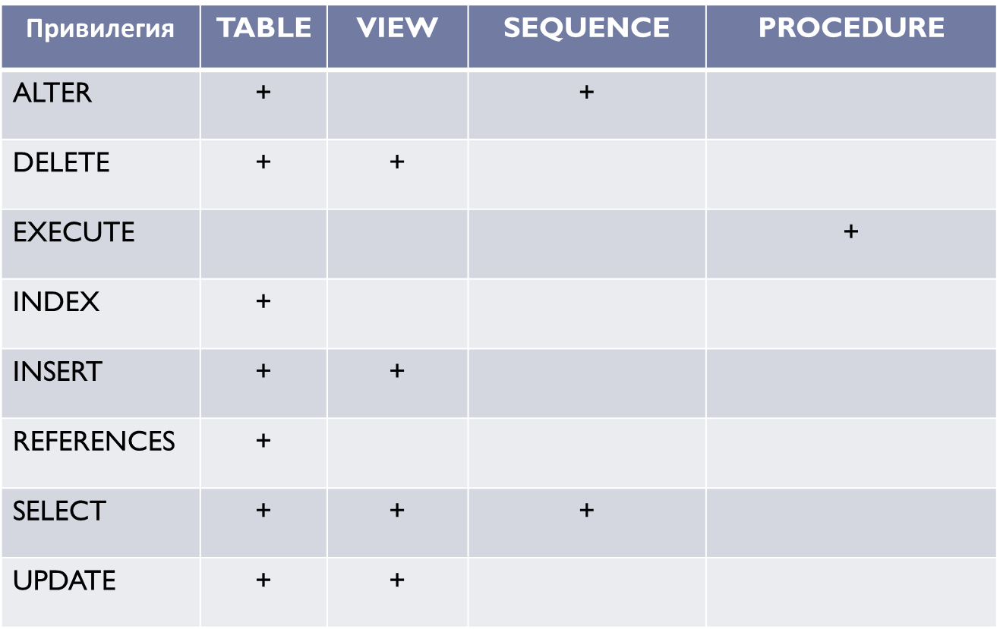 Привилегия TABLE VIEW SEQUENCE PROCEDURE
ALTER + +
DELETE + +
EXECUTE +
INDEX +
INSERT + +
REFERENCES +
SELECT + + +
UPDATE + +